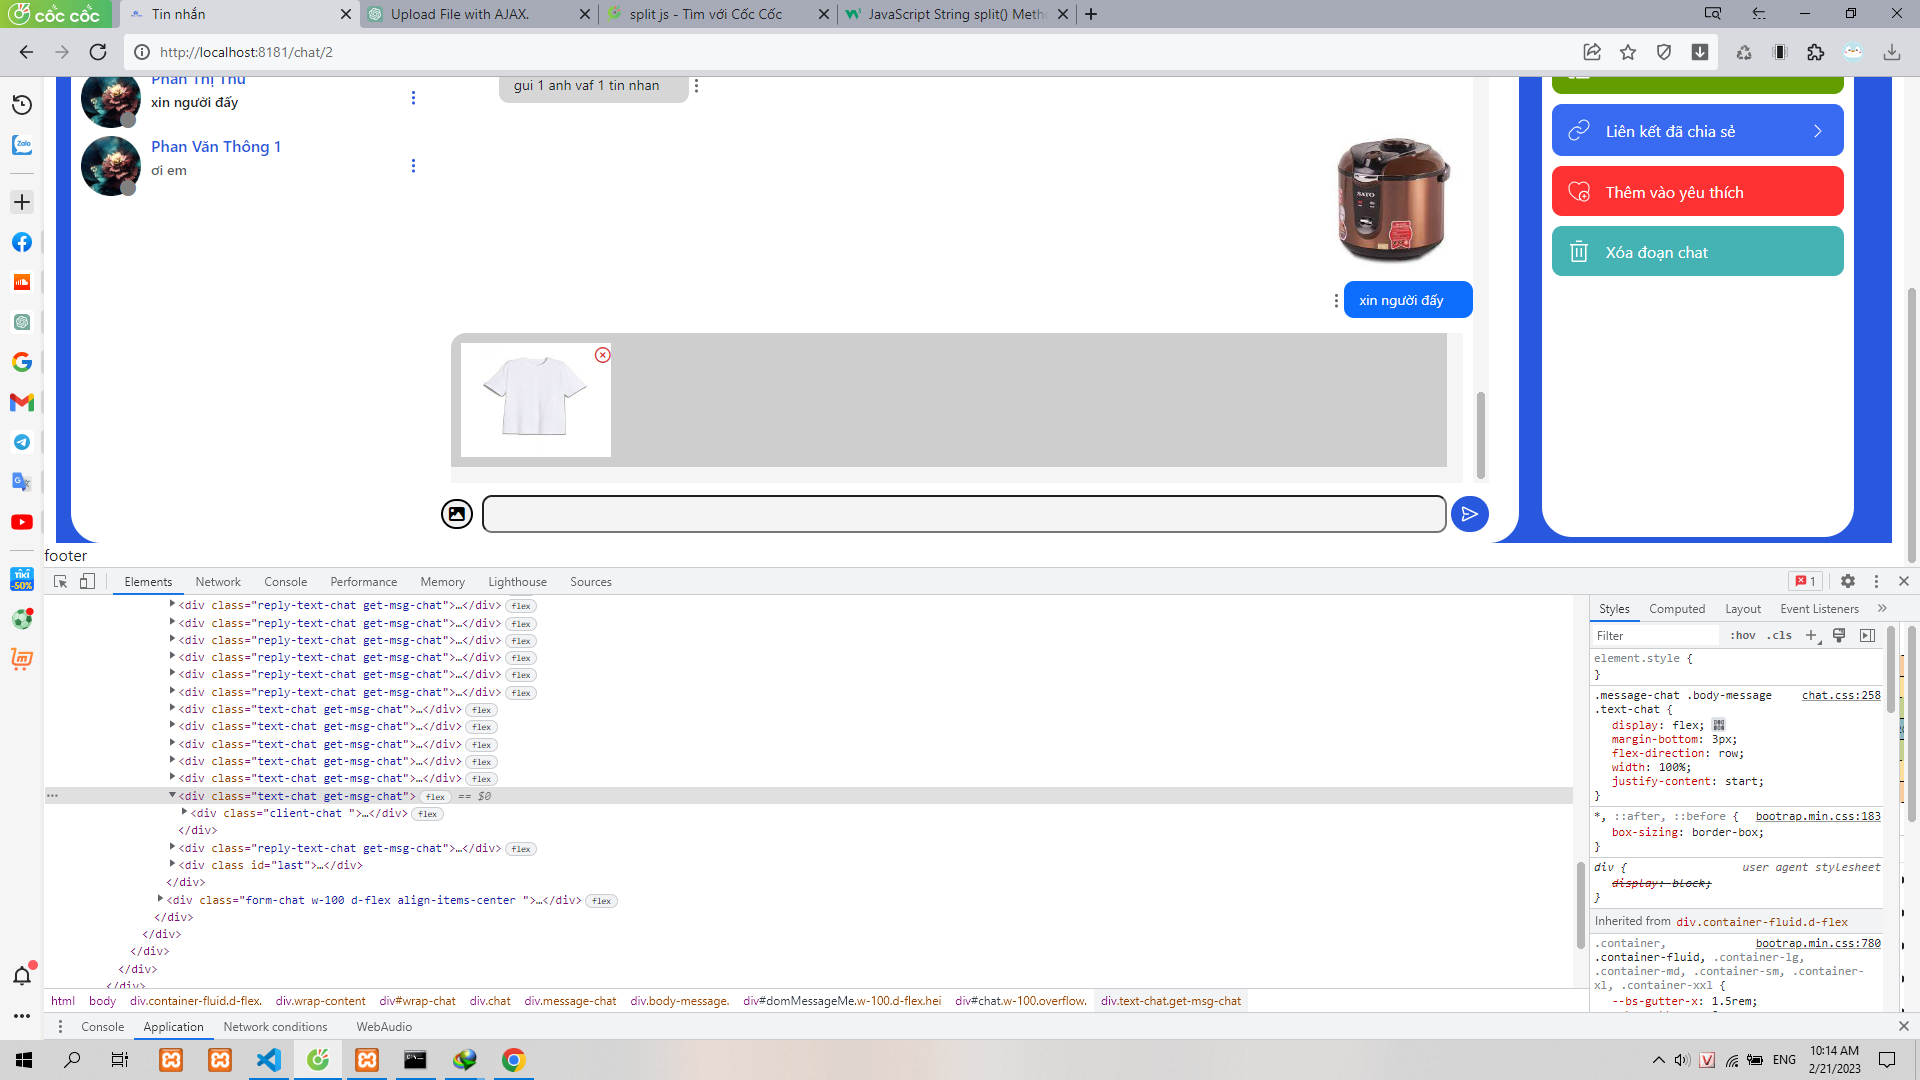 cốc cốc
Tin nhắn
Upload File with AJAX.
split js - Tìm với Cốc Cốc
JavaScript String split() Meth
http://localhost:8181/chat/2
Phan Thị Thu
xin người đấy
Phan Văn Thông 1
ơi em
gui 1 anh vaf 1 tin nhan
SATO
xin người đấy
Liên kết đã chia sẻ
Thêm vào yêu thích
Xóa đoạn chat
footer
Zalo
TIKI
-50%
Elements
Network
Console
Performance
Memory
Lighthouse
Sources
1
<div class="reply-text-chat get-msg-chat">…</div> flex
<div class="reply-text-chat get-msg-chat">…</div> flex
<div class="reply-text-chat get-msg-chat">…</div> flex
<div class="reply-text-chat get-msg-chat">…</div> flex
<div class="reply-text-chat get-msg-chat">…</div> flex
<div class="reply-text-chat get-msg-chat">…</div> flex
<div class="text-chat get-msg-chat">…</div> flex
<div class="text-chat get-msg-chat">…</div> flex
<div class="text-chat get-msg-chat">…</div> flex
<div class="text-chat get-msg-chat">…</div> flex
<div class="text-chat get-msg-chat">…</div> flex
<div class="text-chat get-msg-chat"> flex == $0
<div class="client-chat ">…</div> flex
</div>
<div class="reply-text-chat get-msg-chat">…</div> flex
<div class id="last">…</div>
</div>
<div class="form-chat w-100 d-flex align-items-center ">…</div> flex
</div>
</div>
</div>
</div>
</div>
html body div.container-fluid.d-flex. div.wrap-content div#wrap-chat div.chat div.message-chat div.body-message. div#domMessageMe.w-100.d-flex.hei div#chat.w-100.overflow. div.text-chat.get-msg-chat
Styles Computed Layout Event Listeners
Filter
:hov .cls
element.style {
}
.message-chat .body-message chat.css:258
.text-chat {
display: flex;
margin-bottom: 3px;
flex-direction: row;
width: 100%;
justify-content: start;
}
*, ::after, ::before { bootrap.min.css:183
box-sizing: border-box;
}
div { user agent stylesheet
display: block;
}
Inherited from div.container-fluid.d-flex
.container, bootrap.min.css:780
.container-fluid, .container-lg,
.container-md, .container-sm, .container-
xl, .container-xxl {
--bs-gutter-x: 1.5rem;
Console
Application
Network conditions
WebAudio
ENG
10:14 AM
2/21/2023